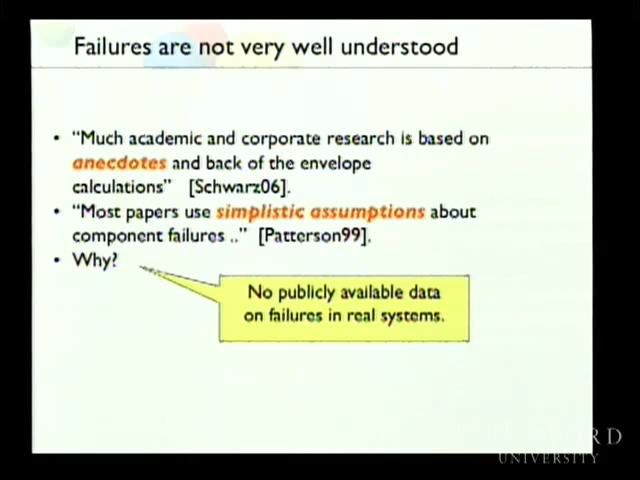 Failures are not very well understood
• "Much academic and corporate research is based on
anecdotes and back of the envelope
calculations" [Schwarz06].
• "Most papers use simplistic assumptions about
component failures .." [Patterson99].
• Why?
No publicly available data
on failures in real systems.
UNIVERSITY